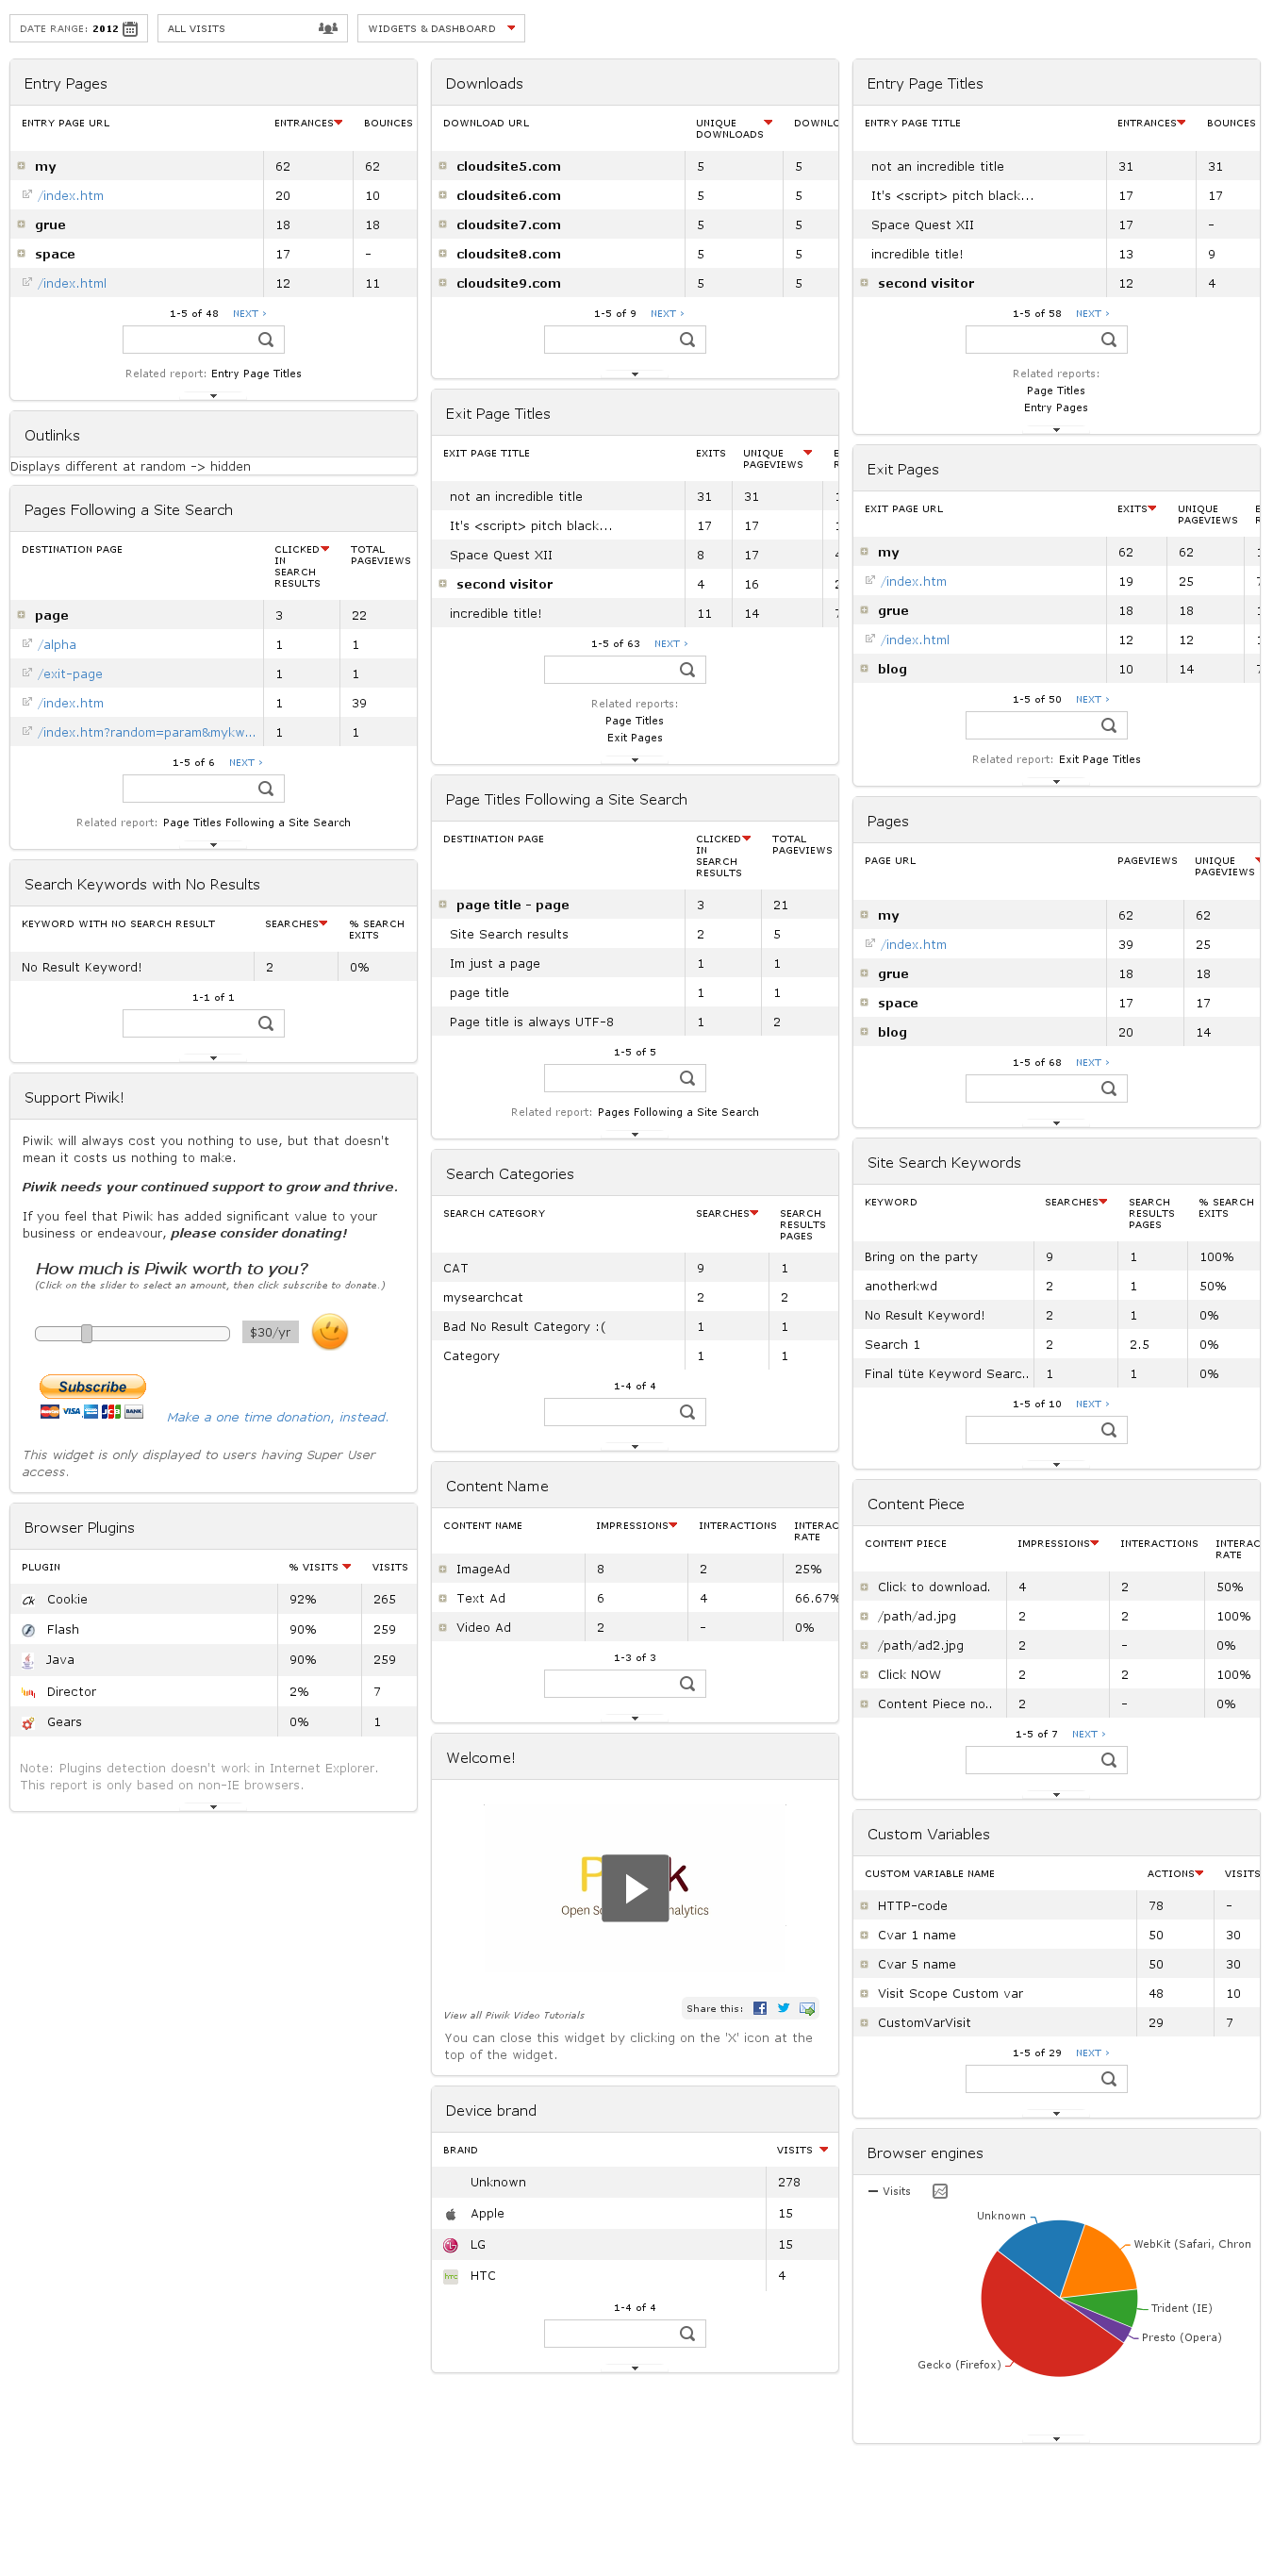 DATE RANGE: 2012
ALL VISITS
WIDGETS & DASHBOARD
Entry Pages
ENTRY PAGE URL ENTRANCES BOUNCES
my 62 62
/index.htm 20 10
grue 18 18
space 17 -
/index.html 12 11
1-5 of 48 NEXT ›
Related report: Entry Page Titles
Outlinks
Displays different at random -> hidden
Pages Following a Site Search
DESTINATION PAGE CLICKED IN SEARCH RESULTS TOTAL PAGEVIEWS
page 3 22
/alpha 1 1
/exit-page 1 1
/index.htm 1 39
/index.htm?random=param&mykw... 1 1
1-5 of 6 NEXT ›
Related report: Page Titles Following a Site Search
Search Keywords with No Results
KEYWORD WITH NO SEARCH RESULT SEARCHES % SEARCH EXITS
No Result Keyword! 2 0%
1-1 of 1
Support Piwik!
Piwik will always cost you nothing to use, but that doesn't
mean it costs us nothing to make.
Piwik needs your continued support to grow and thrive.
If you feel that Piwik has added significant value to your
business or endeavour, please consider donating!
How much is Piwik worth to you?
(Click on the slider to select an amount, then click subscribe to donate.)
$30/yr
Subscribe
VISA BANK
Make a one time donation, instead.
This widget is only displayed to users having Super User
access.
Browser Plugins
PLUGIN % VISITS VISITS
Cookie 92% 265
Flash 90% 259
Java 90% 259
Director 2% 7
Gears 0% 1
Note: Plugins detection doesn't work in Internet Explorer.
This report is only based on non-IE browsers.
Downloads
DOWNLOAD URL UNIQUE DOWNLOADS DOWNLO
cloudsite5.com 5 5
cloudsite6.com 5 5
cloudsite7.com 5 5
cloudsite8.com 5 5
cloudsite9.com 5 5
1-5 of 9 NEXT ›
Exit Page Titles
EXIT PAGE TITLE EXITS UNIQUE PAGEVIEWS
not an incredible title 31 31
It's <script> pitch black... 17 17
Space Quest XII 8 17
second visitor 4 16
incredible title! 11 14
1-5 of 63 NEXT ›
Related reports:
Page Titles
Exit Pages
Page Titles Following a Site Search
DESTINATION PAGE CLICKED IN SEARCH RESULTS TOTAL PAGEVIEWS
page title - page 3 21
Site Search results 2 5
Im just a page 1 1
page title 1 1
Page title is always UTF-8 1 2
1-5 of 5
Related report: Pages Following a Site Search
Search Categories
SEARCH CATEGORY SEARCHES SEARCH RESULTS PAGES
CAT 9 1
mysearchcat 2 2
Bad No Result Category :( 1 1
Category 1 1
1-4 of 4
Content Name
CONTENT NAME IMPRESSIONS INTERACTIONS INTERAC RATE
ImageAd 8 2 25%
Text Ad 6 4 66.67%
Video Ad 2 - 0%
1-3 of 3
Welcome!
P k
Open So nalytics
View all Piwik Video Tutorials
Share this:
You can close this widget by clicking on the 'X' icon at the
top of the widget.
Device brand
BRAND VISITS
Unknown 278
Apple 15
LG 15
HTC 4
1-4 of 4
Entry Page Titles
ENTRY PAGE TITLE ENTRANCES BOUNCES
not an incredible title 31 31
It's <script> pitch black... 17 17
Space Quest XII 17 -
incredible title! 13 9
second visitor 12 4
1-5 of 58 NEXT ›
Related reports:
Page Titles
Entry Pages
Exit Pages
EXIT PAGE URL EXITS UNIQUE PAGEVIEWS
my 62 62
/index.htm 19 25
grue 18 18
/index.html 12 12
blog 10 14
1-5 of 50 NEXT ›
Related report: Exit Page Titles
Pages
PAGE URL PAGEVIEWS UNIQUE PAGEVIEWS
my 62 62
/index.htm 39 25
grue 18 18
space 17 17
blog 20 14
1-5 of 68 NEXT ›
Site Search Keywords
KEYWORD SEARCHES SEARCH RESULTS PAGES % SEARCH EXITS
Bring on the party 9 1 100%
anotherkwd 2 1 50%
No Result Keyword! 2 1 0%
Search 1 2 2.5 0%
Final tüte Keyword Searc.. 1 1 0%
1-5 of 10 NEXT ›
Content Piece
CONTENT PIECE IMPRESSIONS INTERACTIONS INTERAC RATE
Click to download. 4 2 50%
/path/ad.jpg 2 2 100%
/path/ad2.jpg 2 - 0%
Click NOW 2 2 100%
Content Piece no.. 2 - 0%
1-5 of 7 NEXT ›
Custom Variables
CUSTOM VARIABLE NAME ACTIONS VISITS
HTTP-code 78 -
Cvar 1 name 50 30
Cvar 5 name 50 30
Visit Scope Custom var 48 10
CustomVarVisit 29 7
1-5 of 29 NEXT ›
Browser engines
Visits
Unknown
WebKit (Safari, Chron
Trident (IE)
Presto (Opera)
Gecko (Firefox)